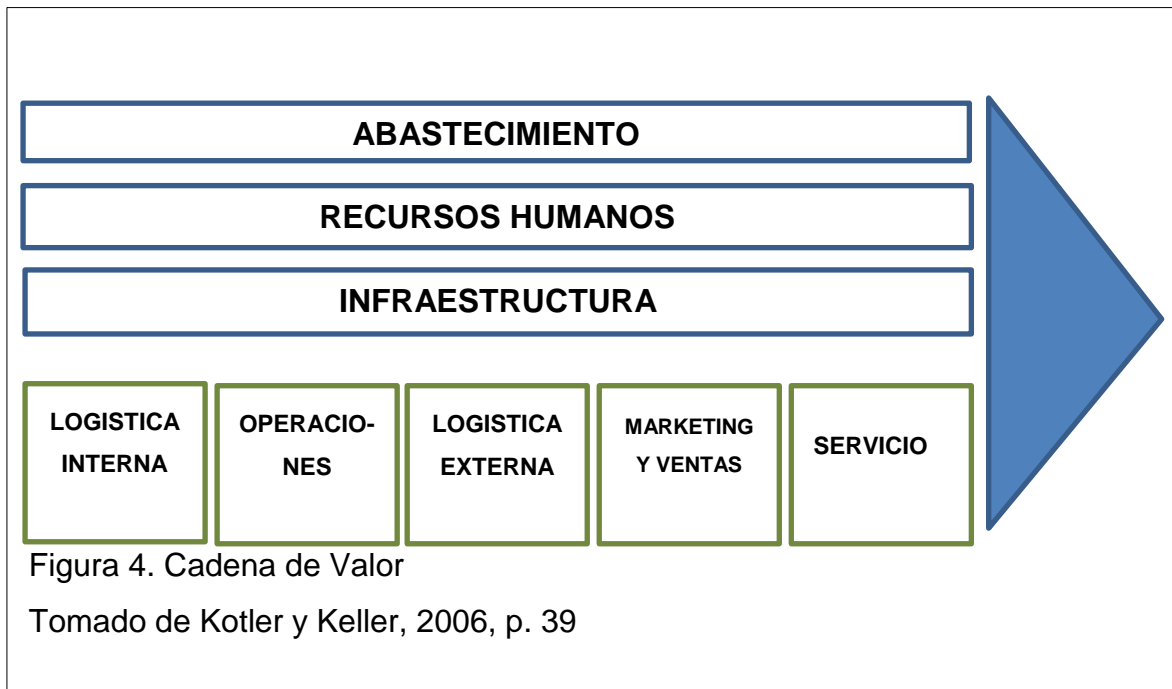 ABASTECIMIENTO
RECURSOS HUMANOS
INFRAESTRUCTURA
LOGISTICA
INTERNA
OPERACIO-
NES
LOGISTICA
EXTERNA
MARKETING
Y VENTAS
SERVICIO
Figura 4. Cadena de Valor
Tomado de Kotler y Keller, 2006, p. 39